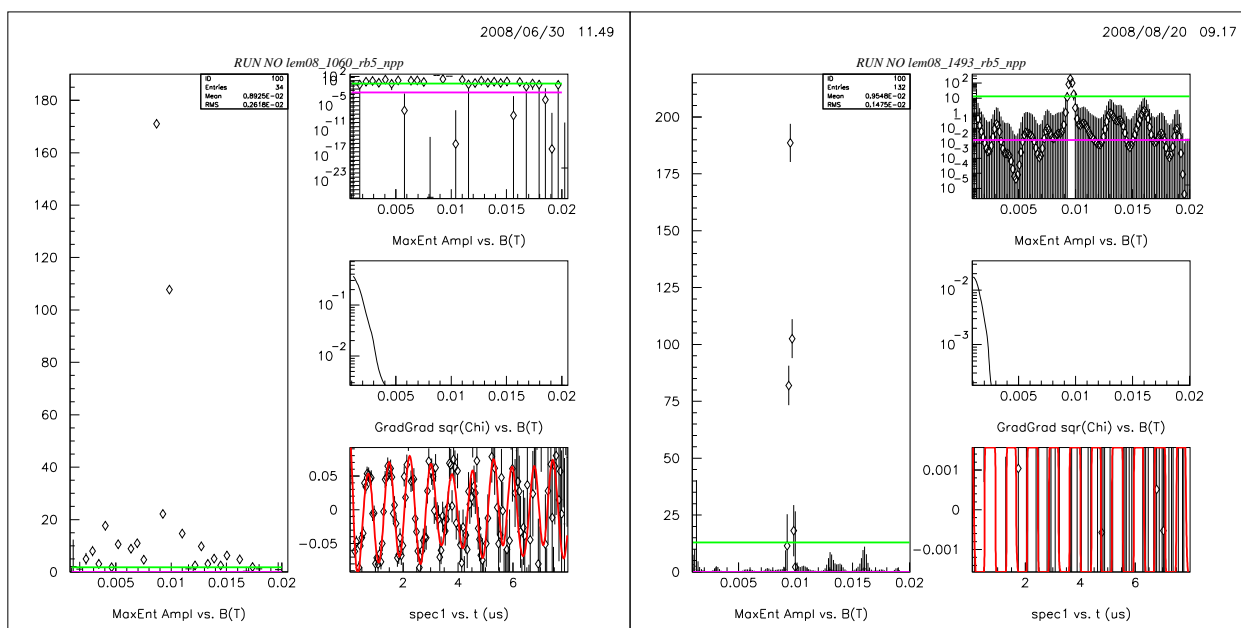 2008/06/30 11.49
RUN NO lem08_1060_rb5_npp
ID 100
Entries 34
Mean 0.8925E-02
RMS 0.2618E-02
180
160
140
120
100
80
60
40
20
0
0.005 0.01 0.015 0.02
MaxEnt Ampl vs. B(T)
10^2
10^-5
10^-11
10^-17
10^-23
0.005 0.01 0.015 0.02
MaxEnt Ampl vs. B(T)
10^-1
10^-2
0.005 0.01 0.015 0.02
GradGrad sqr(Chi) vs. B(T)
0.05
0
-0.05
2 4 6
spec1 vs. t (us)
2008/08/20 09.17
RUN NO lem08_1493_rb5_npp
ID 100
Entries 132
Mean 0.9548E-02
RMS 0.1475E-02
200
175
150
125
100
75
50
25
0
0.005 0.01 0.015 0.02
MaxEnt Ampl vs. B(T)
10^2
10
1
10^-1
10^-2
10^-3
10^-4
10^-5
0.005 0.01 0.015 0.02
MaxEnt Ampl vs. B(T)
10^-2
10^-3
0.005 0.01 0.015 0.02
GradGrad sqr(Chi) vs. B(T)
0.001
0
-0.001
2 4 6
spec1 vs. t (us)